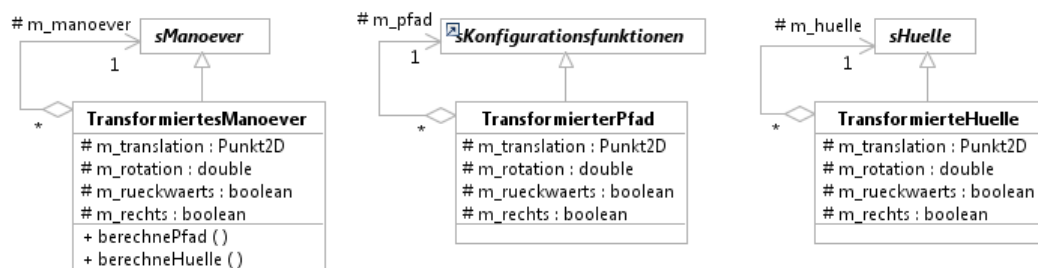 # m_manoever
sManoever
1
*
TransformiertesManoever
# m_translation : Punkt2D
# m_rotation : double
# m_rueckwaerts : boolean
# m_rechts : boolean
+ berechnePfad ( )
+ berechneHuelle ( )
# m_pfad
sKonfigurationsfunktionen
1
*
TransformierterPfad
# m_translation : Punkt2D
# m_rotation : double
# m_rueckwaerts : boolean
# m_rechts : boolean
# m_huelle
sHuelle
1
*
TransformierteHuelle
# m_translation : Punkt2D
# m_rotation : double
# m_rueckwaerts : boolean
# m_rechts : boolean